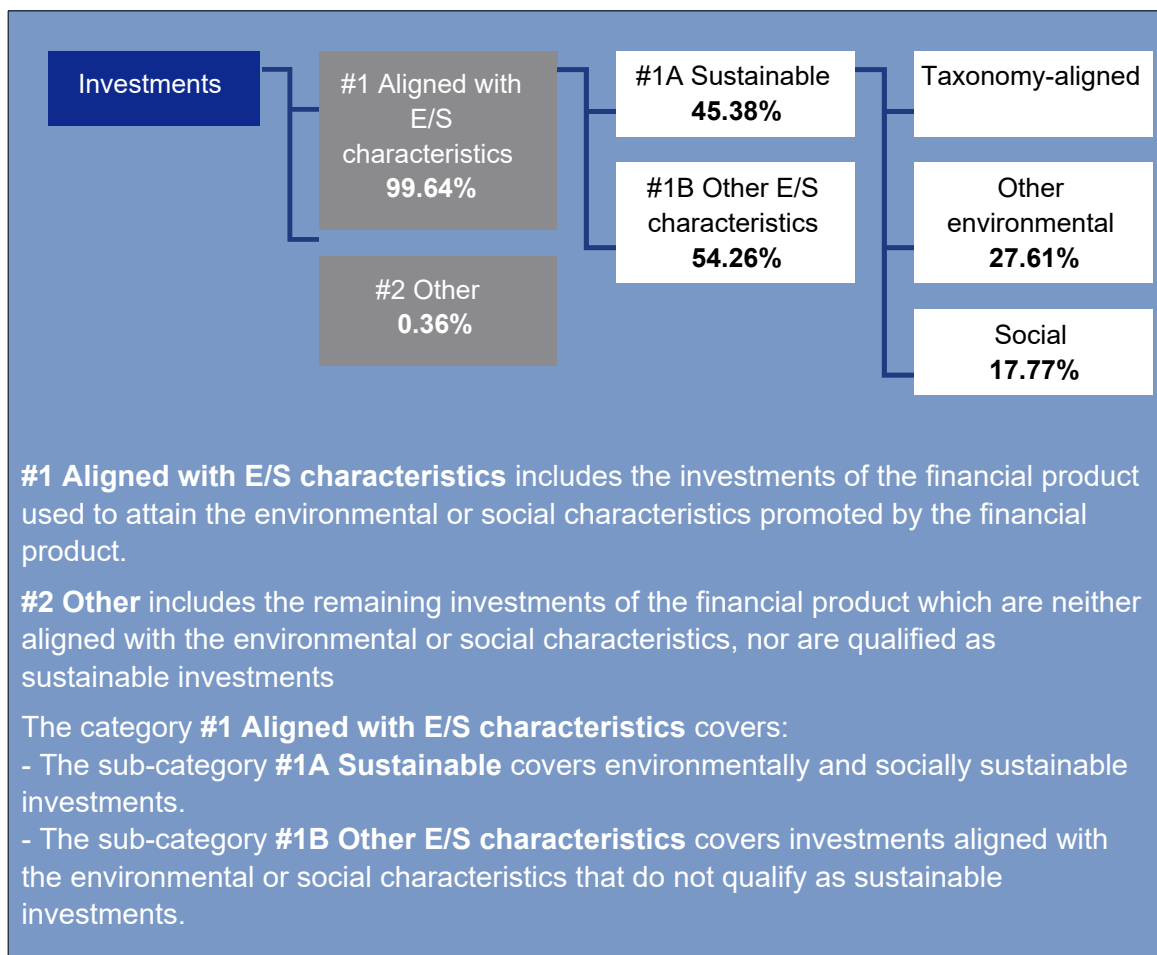 Investments
#1 Aligned with
E/S
characteristics
99.64%
#2 Other
0.36%
#1A Sustainable
45.38%
#1B Other E/S
characteristics
54.26%
Taxonomy-aligned
Other
environmental
27.61%
Social
17.77%
#1 Aligned with E/S characteristics includes the investments of the financial product
used to attain the environmental or social characteristics promoted by the financial
product.
#2 Other includes the remaining investments of the financial product which are neither
aligned with the environmental or social characteristics, nor are qualified as
sustainable investments
The category #1 Aligned with E/S characteristics covers:
- The sub-category #1A Sustainable covers environmentally and socially sustainable
investments.
- The sub-category #1B Other E/S characteristics covers investments aligned with
the environmental or social characteristics that do not qualify as sustainable
investments.